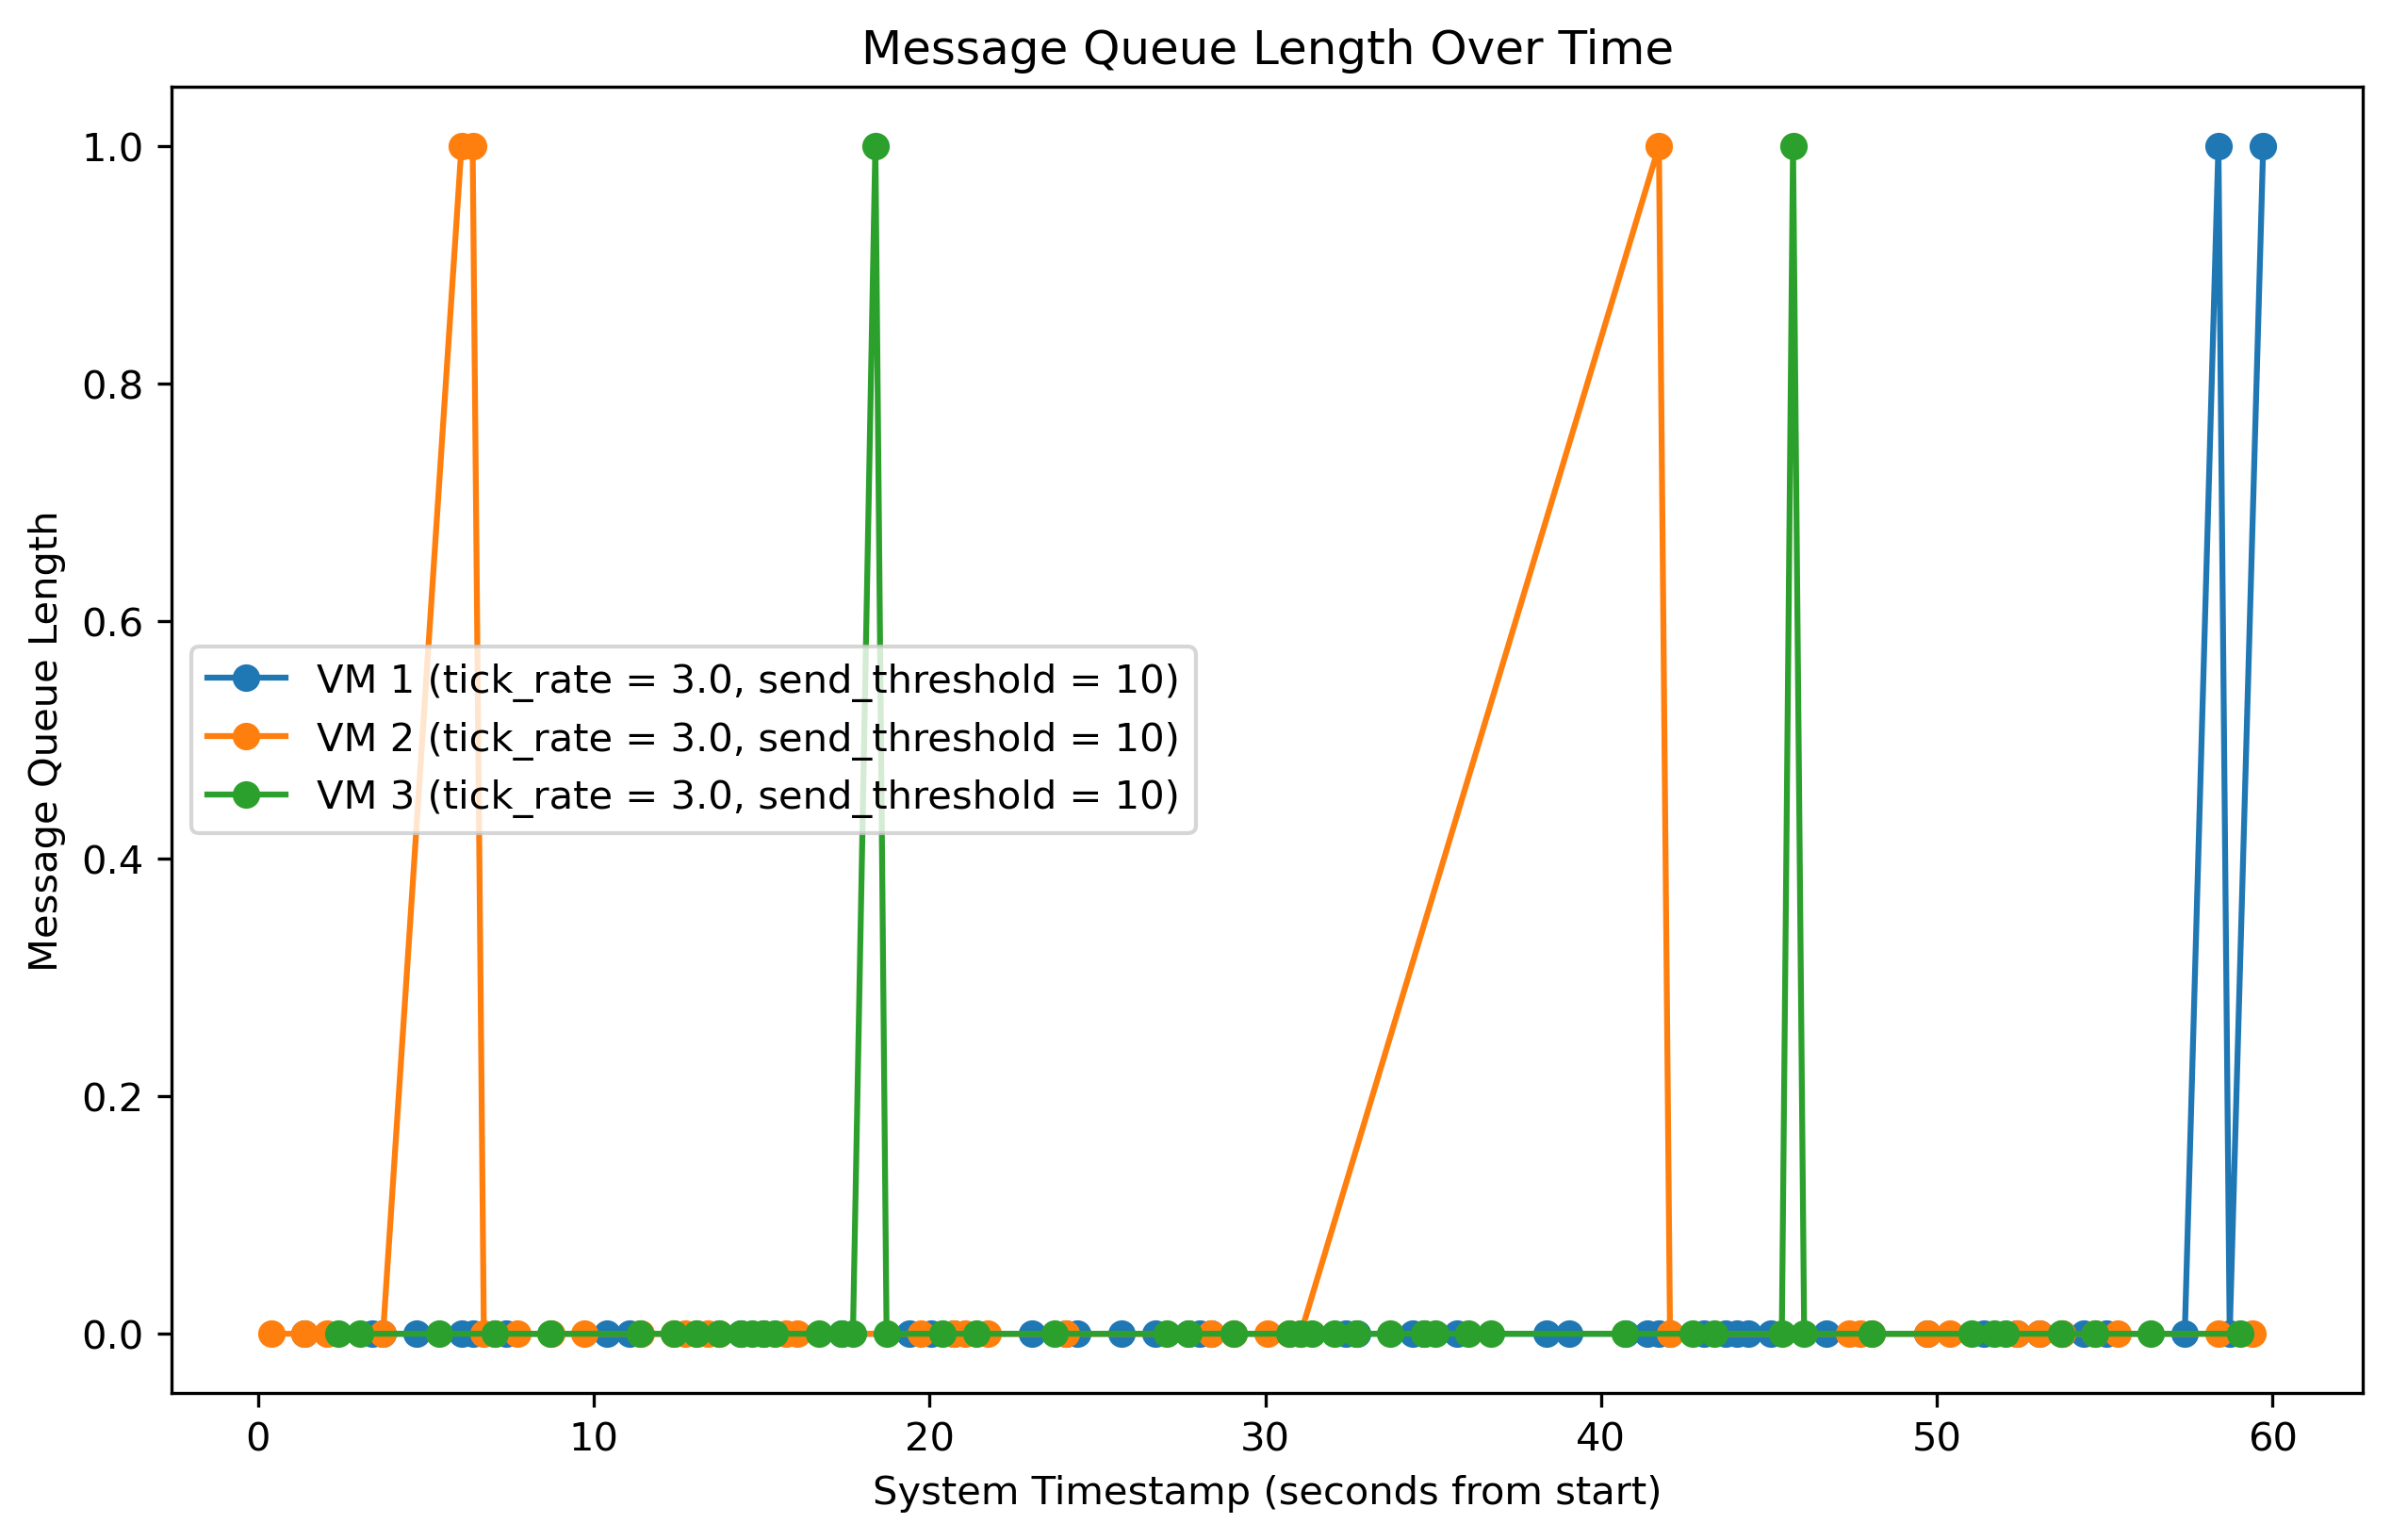 Message Queue Length Over Time
Message Queue Length
1.0
0.8
0.6
0.4
0.2
0.0
VM 1 (tick_rate = 3.0, send_threshold = 10)
VM 2 (tick_rate = 3.0, send_threshold = 10)
VM 3 (tick_rate = 3.0, send_threshold = 10)
0 10 20 30 40 50 60
System Timestamp (seconds from start)